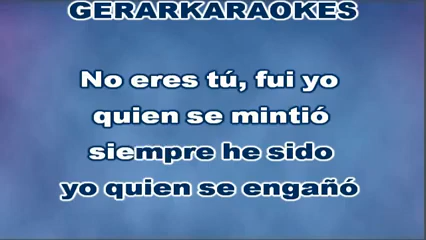 GERARKARAOKES
No eres tú, fui yo
quien se mintió
siempre he sido
yo quien se engañó